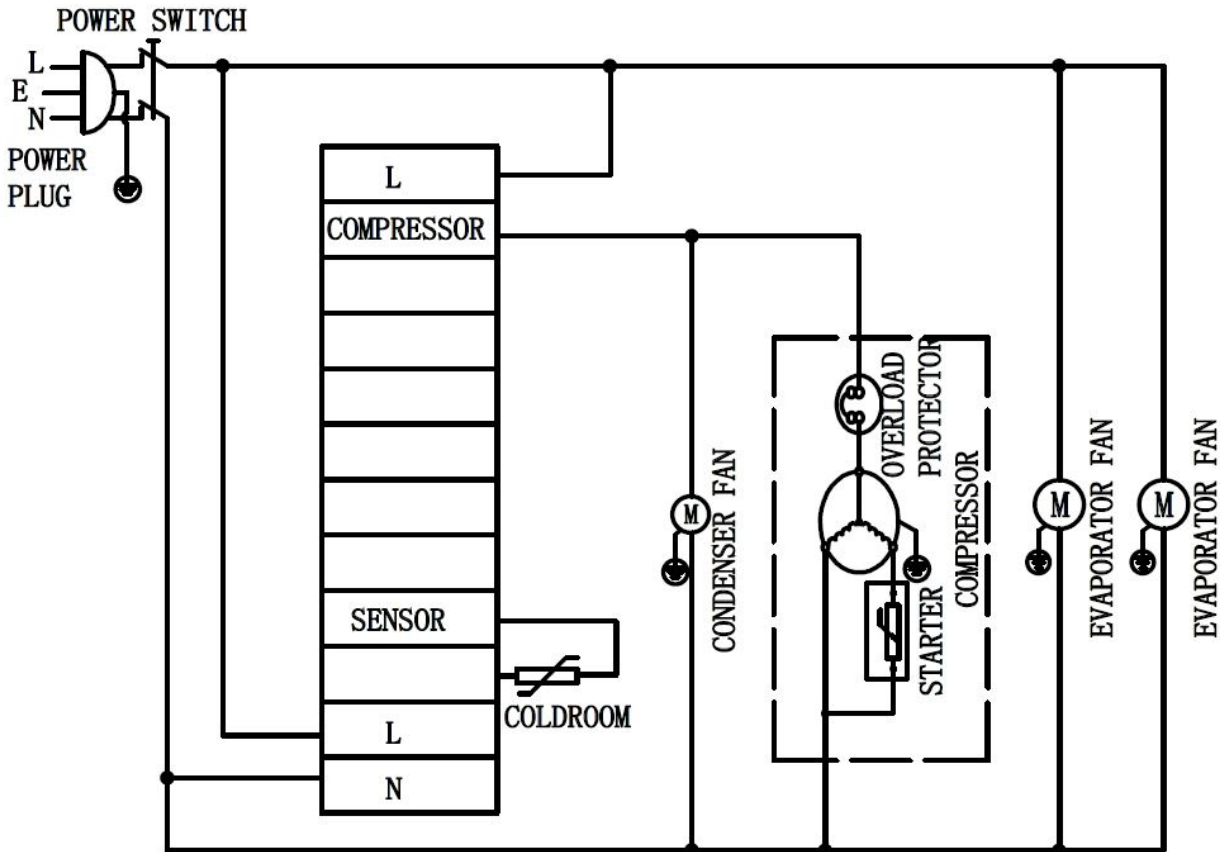 POWER SWITCH
L
E
N
POWER
PLUG
L
COMPRESSOR
SENSOR
COLDROOM
L
N
M
CONDENSER FAN
OVERLOAD
PROTECTOR
COMPRESSOR
STARTER
M
EVAPORATOR FAN
M
EVAPORATOR FAN